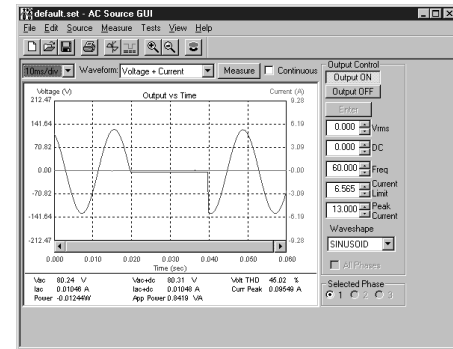 default.set - AC Source GUI
File Edit Source Measure Tests View Help
10ms/div Waveform: Voltage + Current Measure Continuous
Output Control
Output ON
Output OFF
Enter
0.000 Vrms
0.000 DC
60.000 Freq
6.565 Current Limit
13.000 Peak Current
Waveshape
SINUSOID
All Phases
Selected Phase
1 2 3
Voltage (V) Output vs Time Current (A)
212.47 9.28
141.64 6.19
70.82 3.09
0.00 -0.00
-70.82 -3.09
-141.64 -6.19
-212.47 -9.28
0.000 0.010 0.020 0.030 0.040 0.050 0.060
Time (sec)
Vac 80.24 V Vac+dc 80.31 V Volt THD 45.02 %
Iac 0.01046 A Iac+dc 0.01048 A Curr Peak 0.09549 A
Power -0.01244W App Power 0.8419 VA